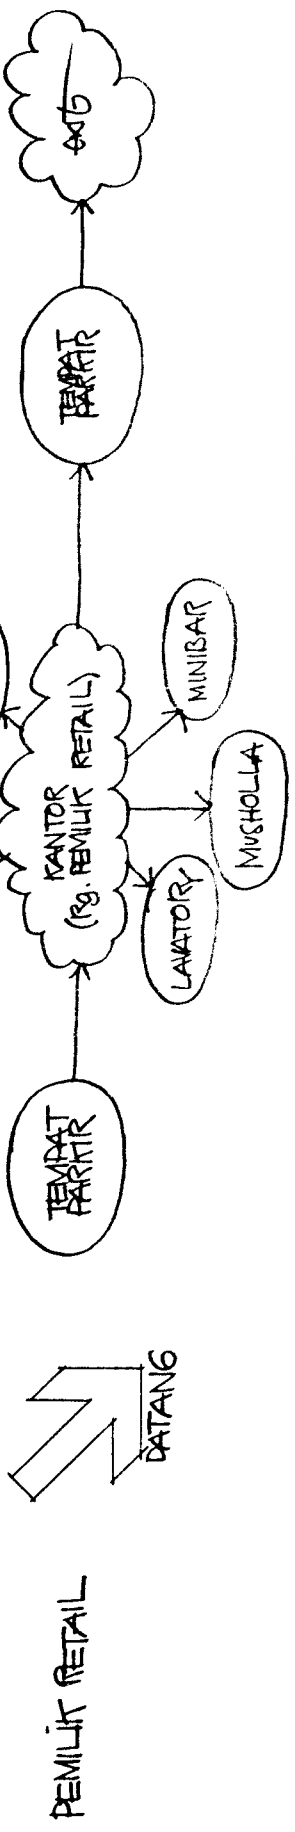 PEMILIK RETAIL
DATANG
TEMPAT
PARKIR
KANTOR
(Rg. PEMILIK RETAIL)
LAVATORY
MUSHOLLA
MINIBAR
TEMPAT
PARKIR